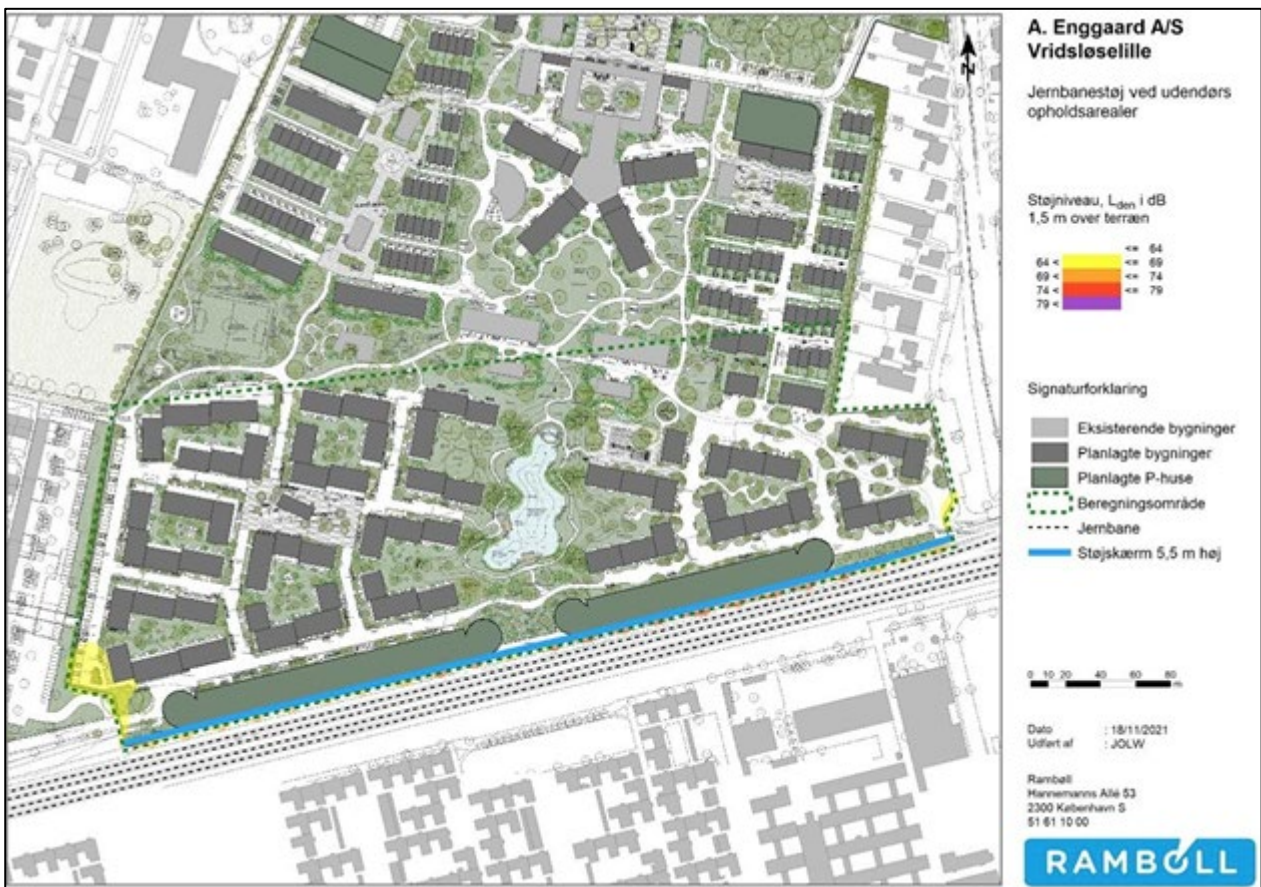 A. Enggaard A/S
Vridsløselille
Jernbanestøj ved udendørs
opholdsarealer
N
Støjniveau, Lden i dB
1,5 m over terræn
<= 64
64 < <= 69
69 < <= 74
74 < <= 79
79 <
Signaturforklaring
Eksisterende bygninger
Planlagte bygninger
Planlagte P-huse
Beregningsområde
Jernbane
Støjskærm 5,5 m høj
0 10 20 40 60 80
m
Dato : 18/11/2021
Udført af : JOLW
Rambøll
Hannemanns Allé 53
2300 København S
51 61 10 00
RAMBOLL